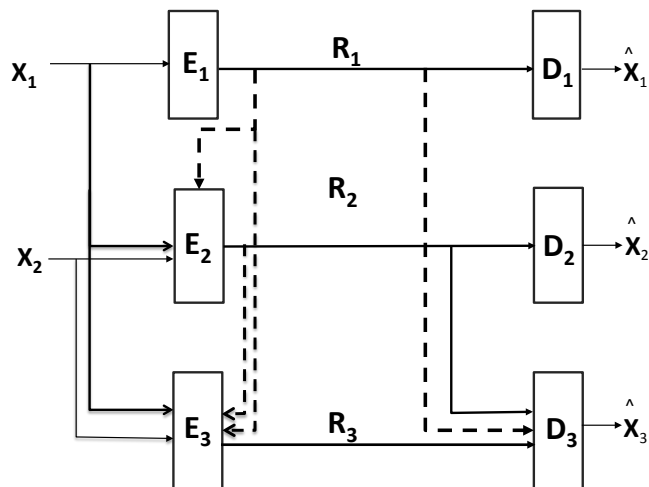 X₁ E₁ R₁ D₁ X̂₁
R₂
X₂ E₂ D₂ X̂₂
E₃ R₃ D₃ X̂₃